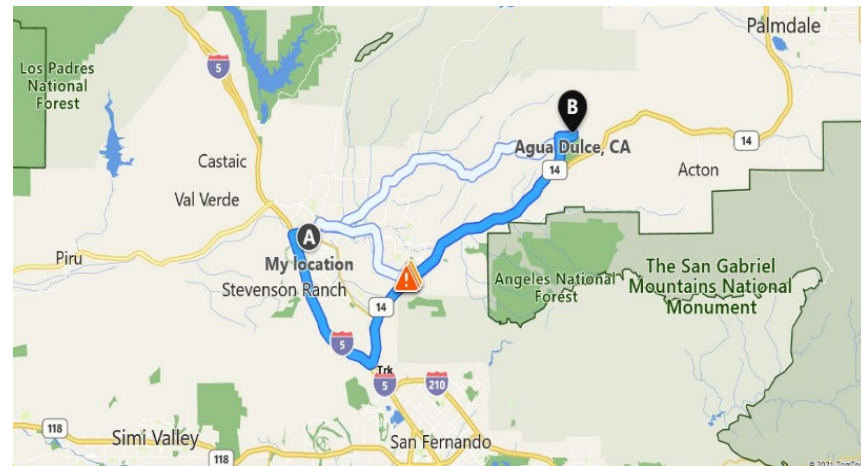 Palmdale
5
Los Padres
National
Forest
B
Agua Dulce, CA
14
14
Castaic
Acton
Val Verde
A
Piru
My location
Stevenson Ranch
Angeles National
Forest
The San Gabriel
Mountains National
Monument
14
5
Trk
5
210
118
Simi Valley
118
San Fernando
© 2021 TomTom